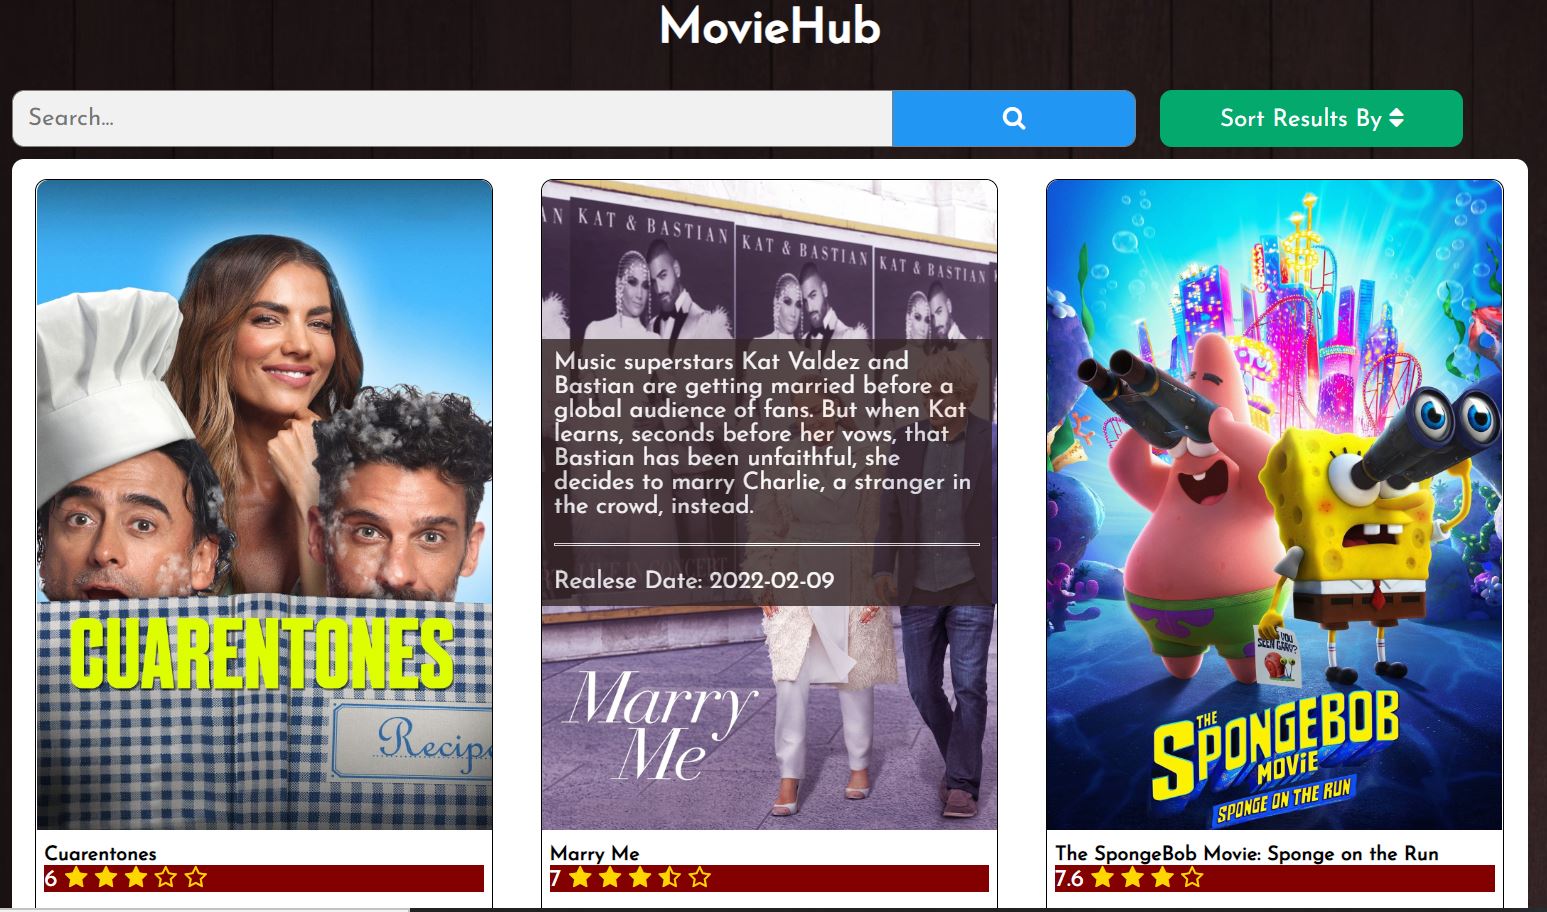 MovieHub
Search...
Sort Results By
KAT & BASTIAN
KAT & BASTIAN
KAT & BASTIAN
Music superstars Kat Valdez and
Bastian are getting married before a
global audience of fans. But when Kat
learns, seconds before her vows, that
Bastian has been unfaithful, she
decides to marry Charlie, a stranger in
the crowd, instead.
Realese Date: 2022-02-09
CUARENTONES
Marry
Me
SEEN GARY?
THE
SPONGEBOB
MOVIE
SPONGE ON THE RUN
Cuarentones
6
Marry Me
7
The SpongeBob Movie: Sponge on the Run
7.6